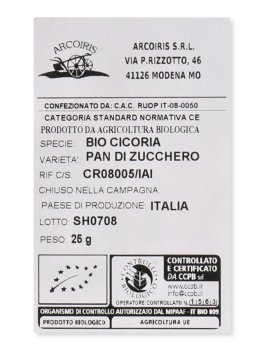 ARCOIRIS
ARCOIRIS S.R.L.
VIA P.RIZZOTTO, 46
41126 MODENA MO
CONFEZIONATO DA: C.A.C. RUOP IT-08-0050
CATEGORIA STANDARD NORMATIVA CE
PRODOTTO DA AGRICOLTURA BIOLOGICA
SPECIE: BIO CICORIA
VARIETA': PAN DI ZUCCHERO
RIF C/S: CR08005/IAI
CHIUSO NELLA CAMPAGNA
PAESE DI PRODUZIONE: ITALIA
LOTTO: SH0708
PESO: 25 g
CONTROLLO
BIOLOGICO
CONTROLLATO
E CERTIFICATO
DA CCPB srl
www.ccpb.it
info@ccpb.it
OPERATORE CONTROLLATO N.
ORGANISMO DI CONTROLLO AUTORIZZATO DAL MIPAAF - IT BIO 009
PRODOTTO BIOLOGICO AGRICOLTURA UE